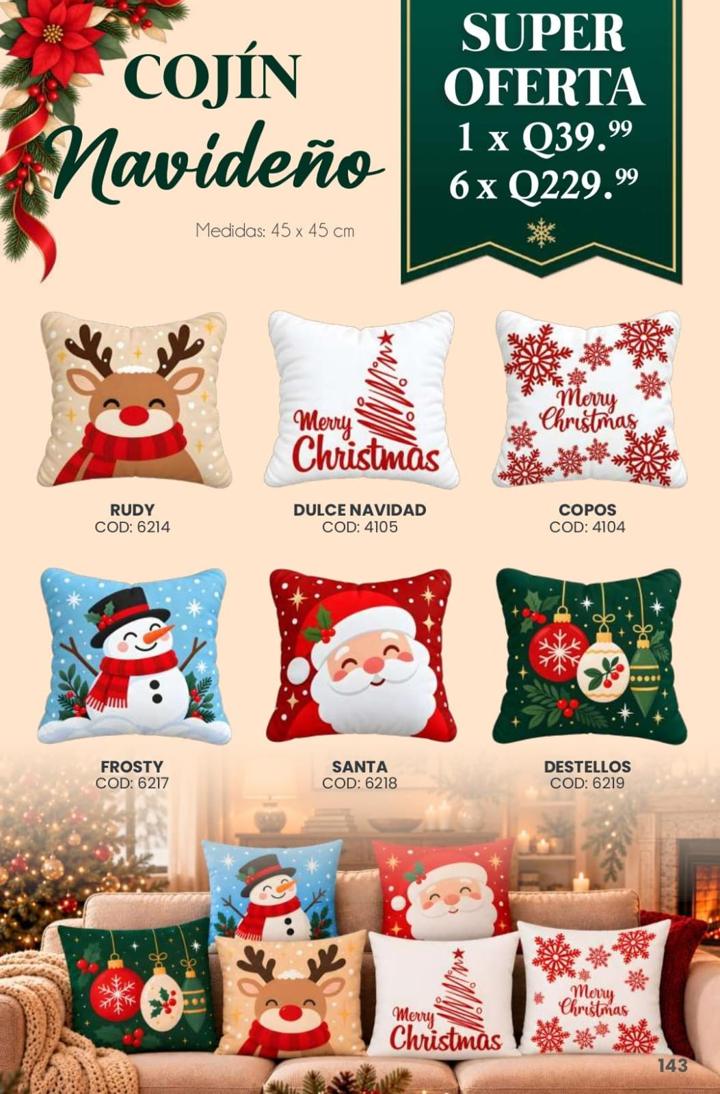 COJÍN
Navideño
Medidas: 45 x 45 cm
SUPER
OFERTA
1 x Q39.99
6 x Q229.99
Merry
Christmas
Merry
Christmas
RUDY
COD: 6214
DULCE NAVIDAD
COD: 4105
COPOS
COD: 4104
FROSTY
COD: 6217
SANTA
COD: 6218
DESTELLOS
COD: 6219
Merry
Christmas
Merry
Christmas
143